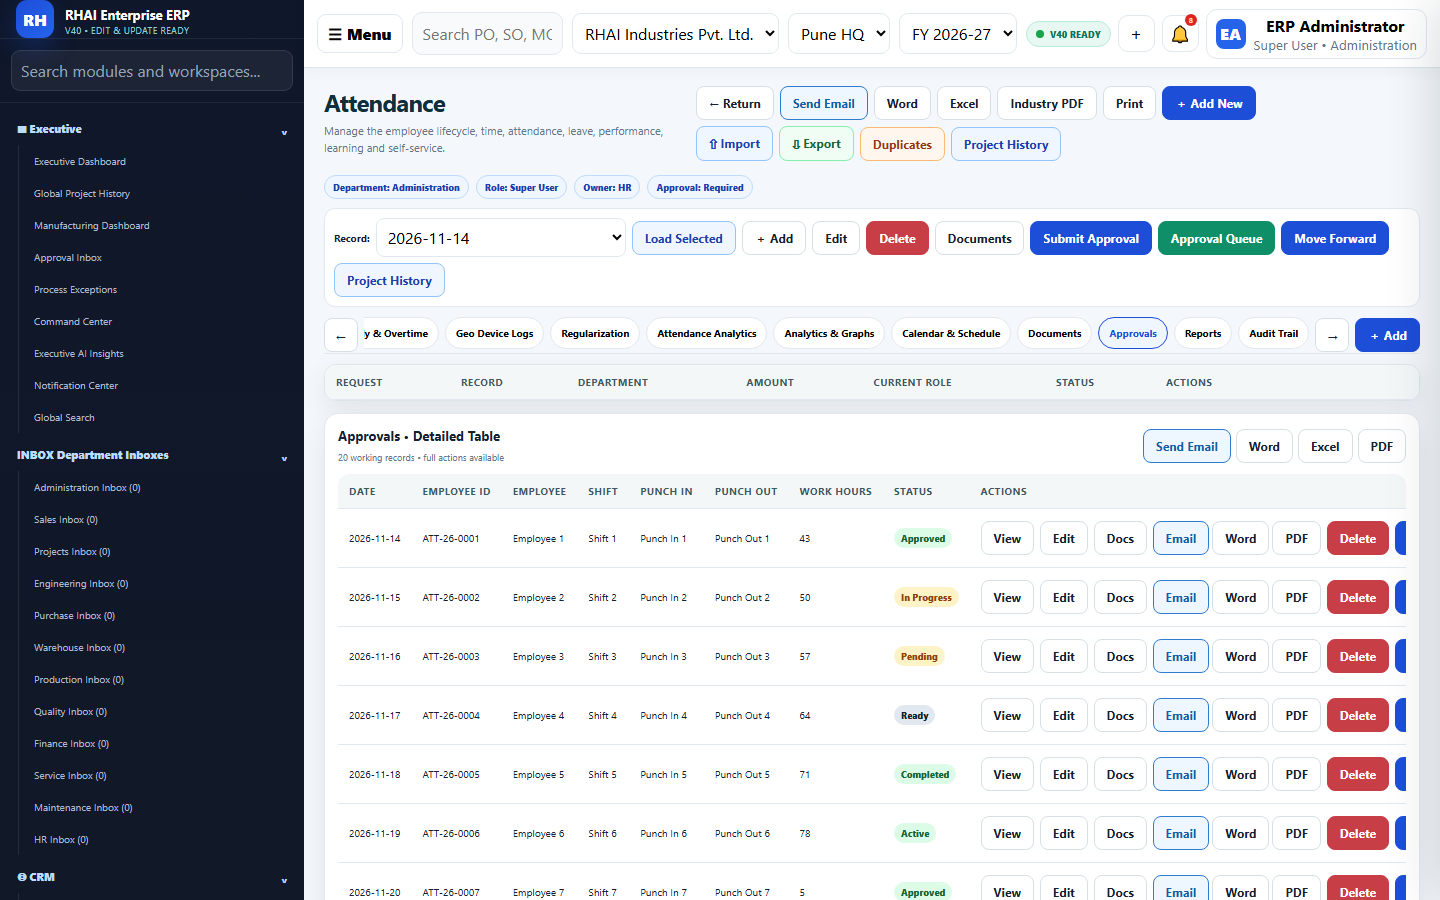 RH
RHAI Enterprise ERP
V40 • EDIT & UPDATE READY
Search modules and workspaces...
Executive
Executive Dashboard
Global Project History
Manufacturing Dashboard
Approval Inbox
Process Exceptions
Command Center
Executive AI Insights
Notification Center
Global Search
INBOX Department Inboxes
Administration Inbox (0)
Sales Inbox (0)
Projects Inbox (0)
Engineering Inbox (0)
Purchase Inbox (0)
Warehouse Inbox (0)
Production Inbox (0)
Quality Inbox (0)
Finance Inbox (0)
Service Inbox (0)
Maintenance Inbox (0)
HR Inbox (0)
CRM
☰ Menu
Search PO, SO, MO
RHAI Industries Pvt. Ltd.
Pune HQ
FY 2026-27
V40 READY
+
8
EA
ERP Administrator
Super User • Administration
Attendance
Manage the employee lifecycle, time, attendance, leave, performance,
learning and self-service.
← Return
Send Email
Word
Excel
Industry PDF
Print
+ Add New
⇧ Import
⇩ Export
Duplicates
Project History
Department: Administration
Role: Super User
Owner: HR
Approval: Required
Record:
2026-11-14
Load Selected
+ Add
Edit
Delete
Documents
Submit Approval
Approval Queue
Move Forward
Project History
←
y & Overtime
Geo Device Logs
Regularization
Attendance Analytics
Analytics & Graphs
Calendar & Schedule
Documents
Approvals
Reports
Audit Trail
→
+ Add
REQUEST RECORD DEPARTMENT AMOUNT CURRENT ROLE STATUS ACTIONS
Approvals • Detailed Table
20 working records • full actions available
Send Email
Word
Excel
PDF
DATE EMPLOYEE ID EMPLOYEE SHIFT PUNCH IN PUNCH OUT WORK HOURS STATUS ACTIONS
2026-11-14 ATT-26-0001 Employee 1 Shift 1 Punch In 1 Punch Out 1 43 Approved View Edit Docs Email Word PDF Delete
2026-11-15 ATT-26-0002 Employee 2 Shift 2 Punch In 2 Punch Out 2 50 In Progress View Edit Docs Email Word PDF Delete
2026-11-16 ATT-26-0003 Employee 3 Shift 3 Punch In 3 Punch Out 3 57 Pending View Edit Docs Email Word PDF Delete
2026-11-17 ATT-26-0004 Employee 4 Shift 4 Punch In 4 Punch Out 4 64 Ready View Edit Docs Email Word PDF Delete
2026-11-18 ATT-26-0005 Employee 5 Shift 5 Punch In 5 Punch Out 5 71 Completed View Edit Docs Email Word PDF Delete
2026-11-19 ATT-26-0006 Employee 6 Shift 6 Punch In 6 Punch Out 6 78 Active View Edit Docs Email Word PDF Delete
2026-11-20 ATT-26-0007 Employee 7 Shift 7 Punch In 7 Punch Out 7 5 Approved View Edit Docs Email Word PDF Delete